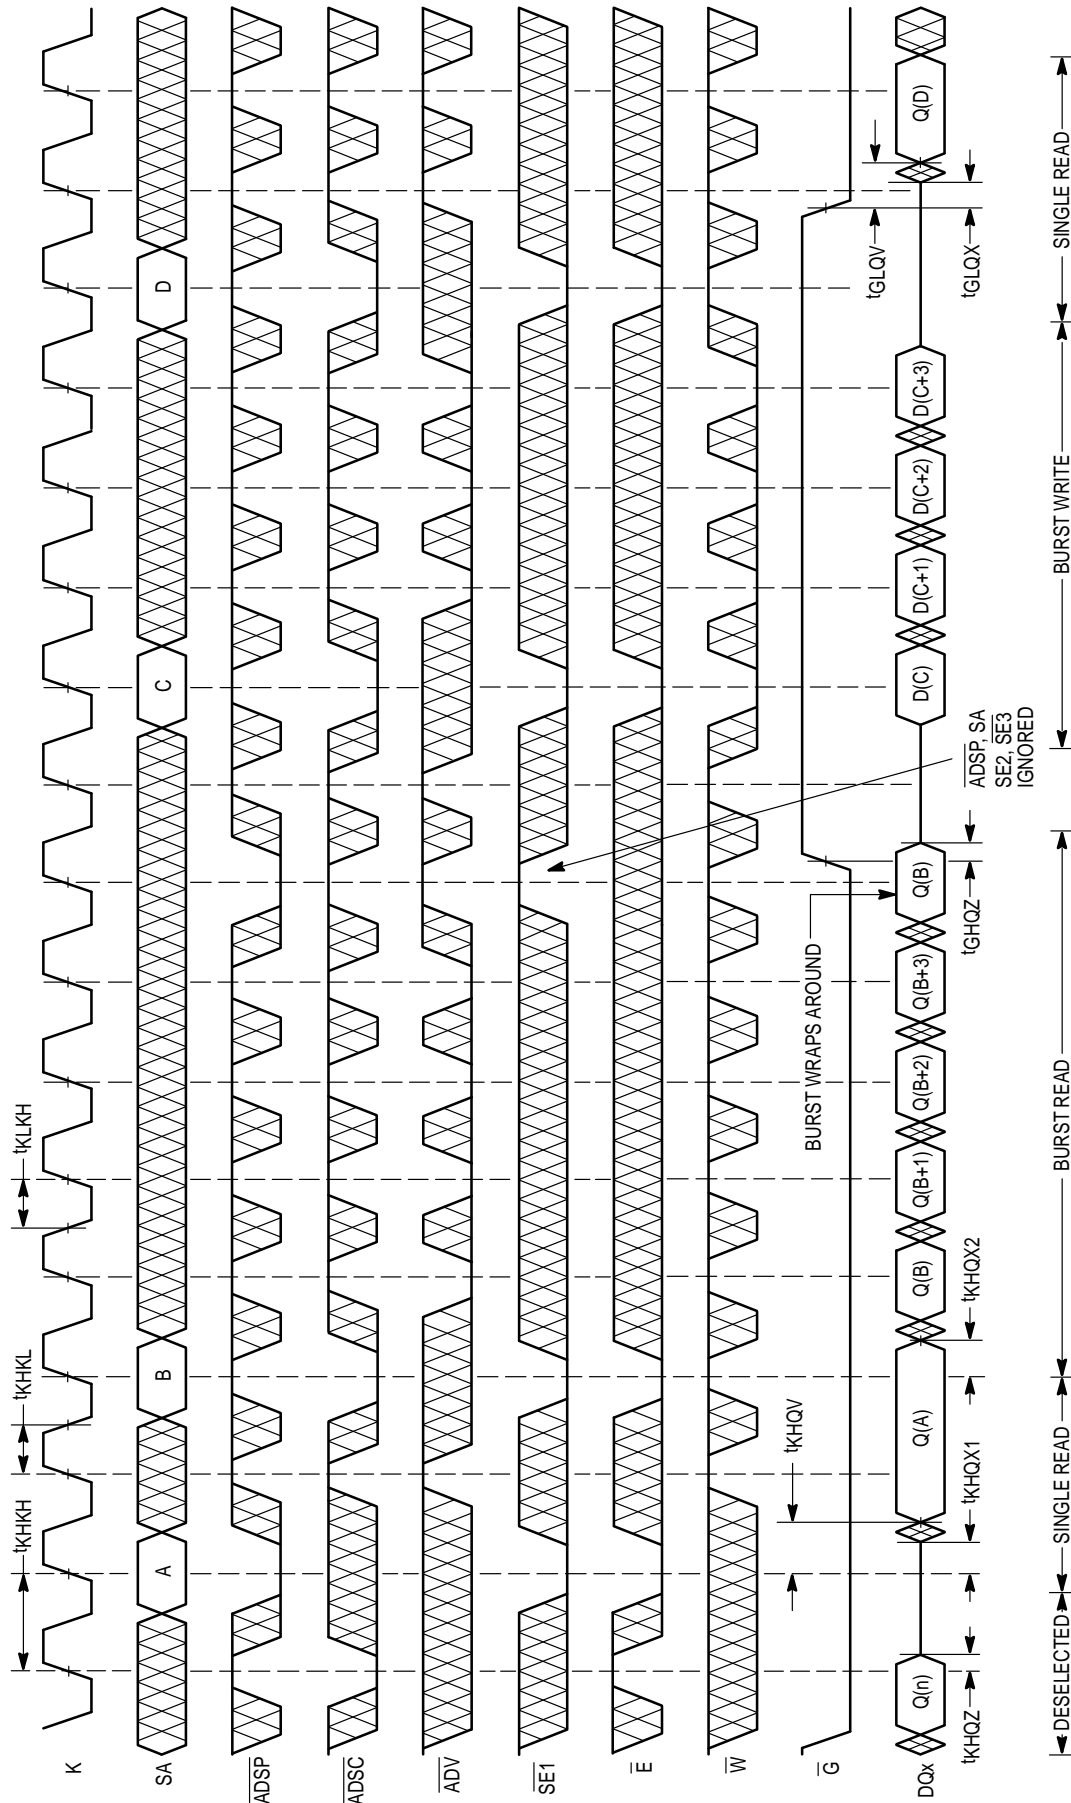 tKHKH
tKHKL
tKLKH
K
SA
A
B
C
D
ADSP
ADSC
ADV
SE1
E
W
G
tKHQV
BURST WRAPS AROUND
tGLQV
DQx
Q(n)
Q(A)
Q(B)
Q(B+1)
Q(B+2)
Q(B+3)
Q(B)
D(C)
D(C+1)
D(C+2)
D(C+3)
Q(D)
tKHQZ
tKHQX1
tKHQX2
tGHQZ
ADSP, SA
SE2, SE3
IGNORED
tGLQX
DESELECTED
SINGLE READ
BURST READ
BURST WRITE
SINGLE READ